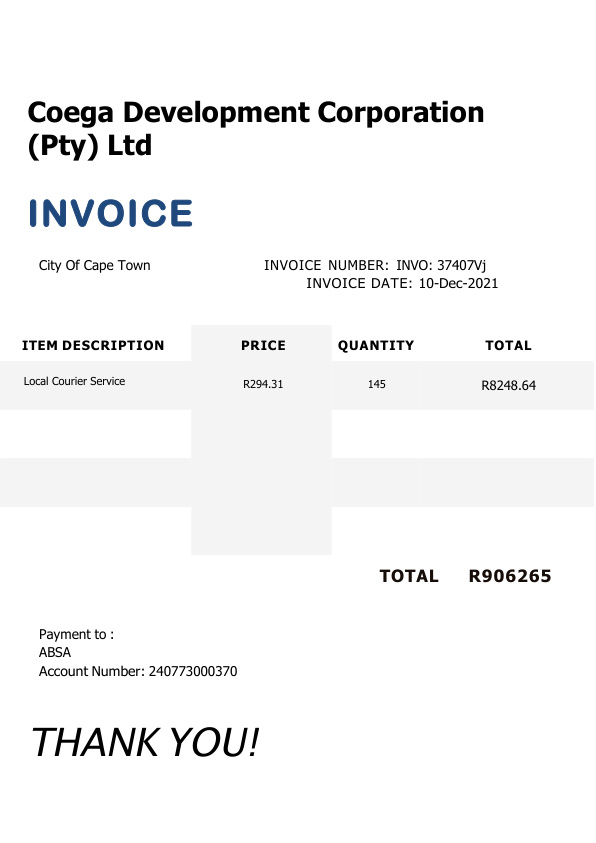 Coega Development Corporation
(Pty) Ltd
INVOICE
City Of Cape Town
INVOICE NUMBER: INVO: 37407Vj
INVOICE DATE: 10-Dec-2021
ITEM DESCRIPTION PRICE QUANTITY TOTAL
Local Courier Service R294.31 145 R8248.64
TOTAL R906265
Payment to :
ABSA
Account Number: 240773000370
THANK YOU!